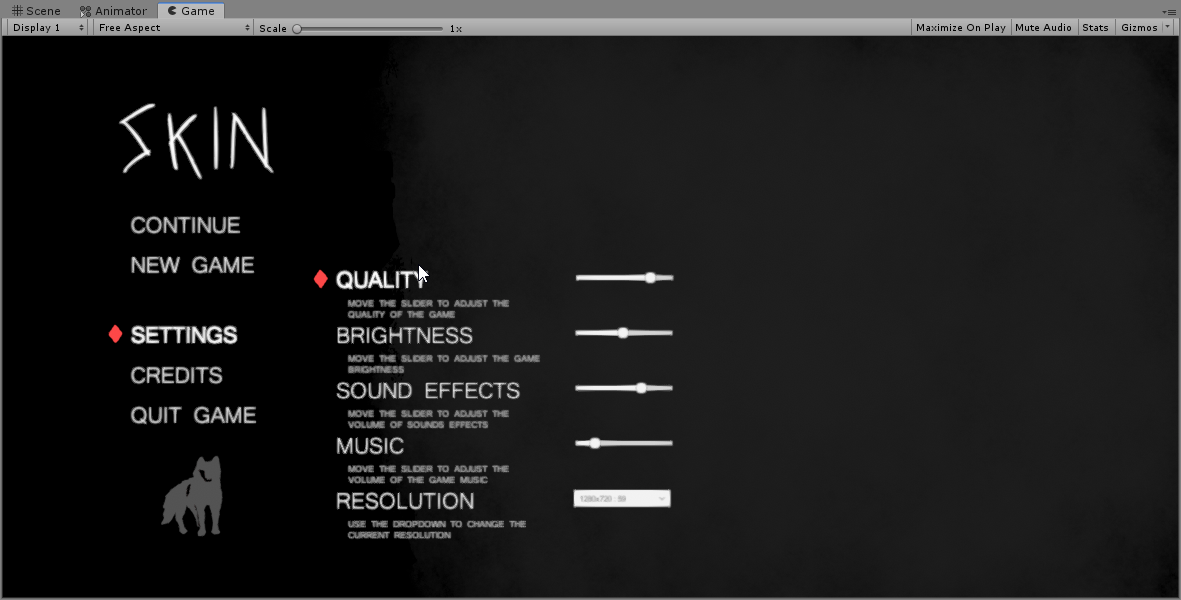 Scene Animator Game
Display 1 Free Aspect Scale 1x Maximize On Play Mute Audio Stats Gizmos
SKIN
CONTINUE
NEW GAME
SETTINGS
CREDITS
QUIT GAME
QUALITY
MOVE THE SLIDER TO ADJUST THE
QUALITY OF THE GAME
BRIGHTNESS
MOVE THE SLIDER TO ADJUST THE GAME
BRIGHTNESS
SOUND EFFECTS
MOVE THE SLIDER TO ADJUST THE
VOLUME OF SOUNDS EFFECTS
MUSIC
MOVE THE SLIDER TO ADJUST THE
VOLUME OF THE GAME MUSIC
RESOLUTION
1280x720 : 59
USE THE DROPDOWN TO CHANGE THE
CURRENT RESOLUTION